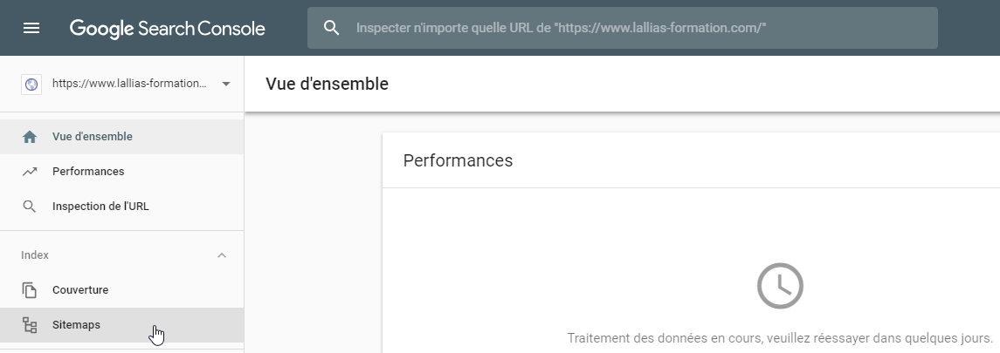 Google Search Console
Inspecter n'importe quelle URL de "https://www.lallias-formation.com/"
https://www.lallias-formation...
Vue d'ensemble
Vue d'ensemble
Performances
Inspection de l'URL
Index
Couverture
Sitemaps
Performances
Traitement des données en cours, veuillez réessayer dans quelques jours.